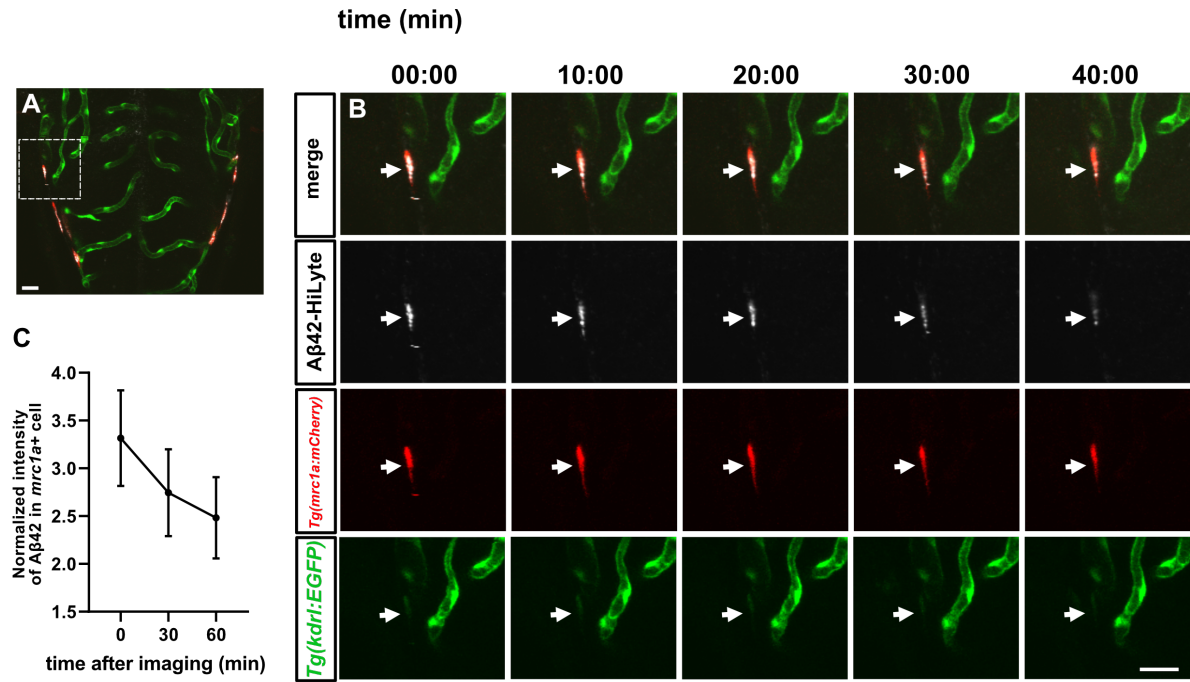 time (min)
00:00 10:00 20:00 30:00 40:00
A
B
merge
Aβ42-HiLyte
Tg(mrc1a:mCherry)
Tg(kdrl:EGFP)
C
Normalized intensity
of Aβ42 in mrc1a+ cell
4.0
3.5
3.0
2.5
2.0
1.5
0 30 60
time after imaging (min)